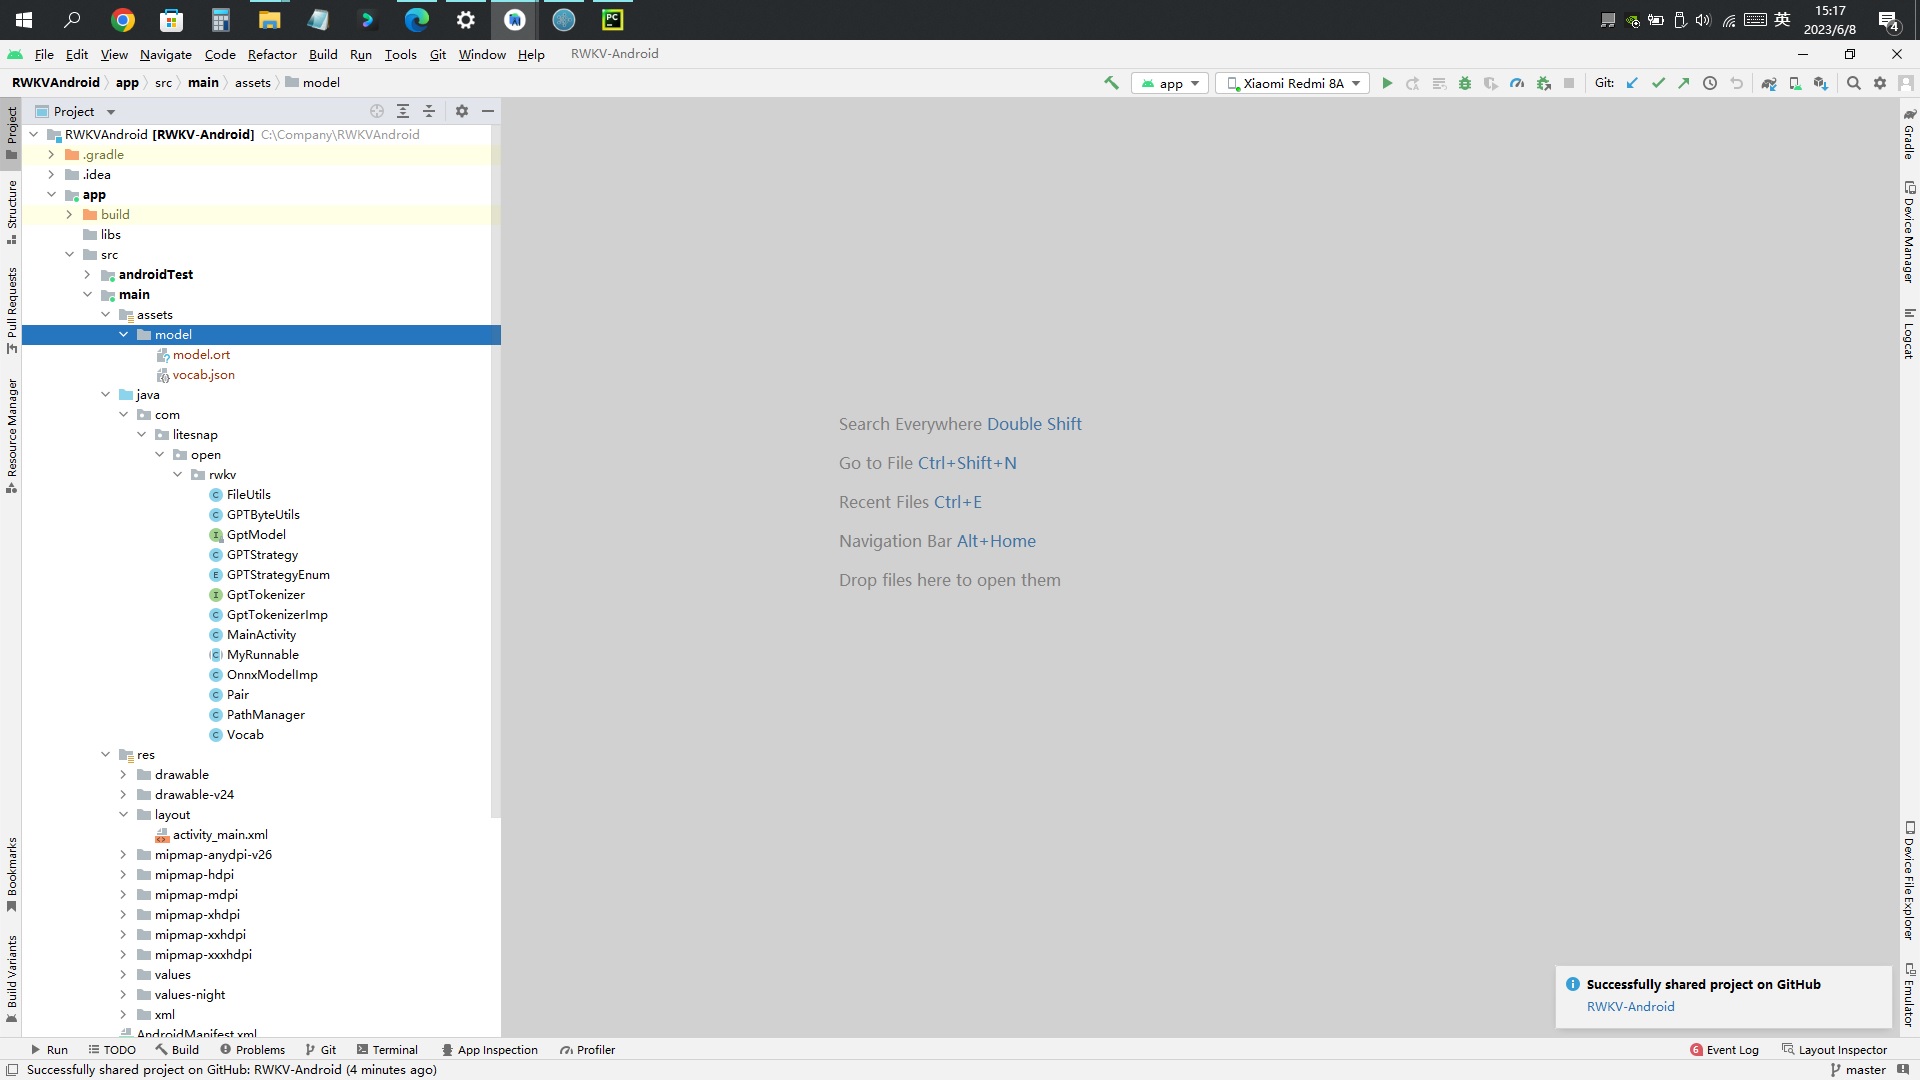 PC
英
15:17
2023/6/8
4
File Edit View Navigate Code Refactor Build Run Tools Git Window Help RWKV-Android
RWKVAndroid app src main assets model
app
Xiaomi Redmi 8A
Git:
Project
RWKVAndroid [RWKV-Android] C:\Company\RWKVAndroid
.gradle
.idea
app
build
libs
src
androidTest
main
assets
model
model.ort
vocab.json
java
com
litesnap
open
rwkv
FileUtils
GPTByteUtils
GptModel
GPTStrategy
GPTStrategyEnum
GptTokenizer
GptTokenizerImp
MainActivity
MyRunnable
OnnxModelImp
Pair
PathManager
Vocab
res
drawable
drawable-v24
layout
activity_main.xml
mipmap-anydpi-v26
mipmap-hdpi
mipmap-mdpi
mipmap-xhdpi
mipmap-xxhdpi
mipmap-xxxhdpi
values
values-night
xml
AndroidManifest.xml
Project
Structure
Pull Requests
Resource Manager
Bookmarks
Build Variants
Search Everywhere Double Shift
Go to File Ctrl+Shift+N
Recent Files Ctrl+E
Navigation Bar Alt+Home
Drop files here to open them
Gradle
Device Manager
Logcat
Device File Explorer
Emulator
Successfully shared project on GitHub
RWKV-Android
Run TODO Build Problems Git Terminal App Inspection Profiler
6 Event Log Layout Inspector
Successfully shared project on GitHub: RWKV-Android (4 minutes ago)
master